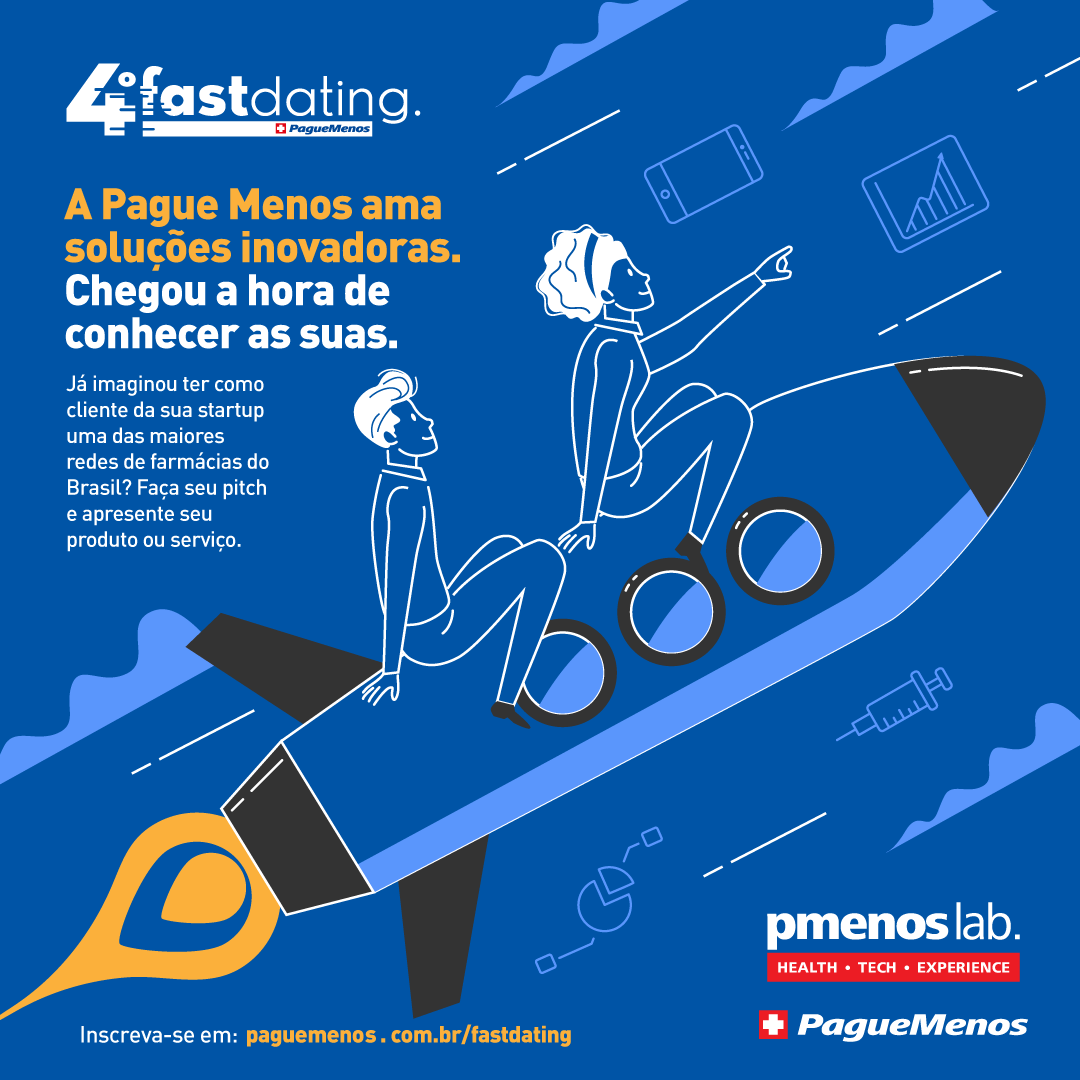 4º fastdating.
PagueMenos
A Pague Menos ama
soluções inovadoras.
Chegou a hora de
conhecer as suas.
Já imaginou ter como
cliente da sua startup
uma das maiores
redes de farmácias do
Brasil? Faça seu pitch
e apresente seu
produto ou serviço.
pmenos lab.
HEALTH • TECH • EXPERIENCE
PagueMenos
Inscreva-se em: paguemenos.com.br/fastdating